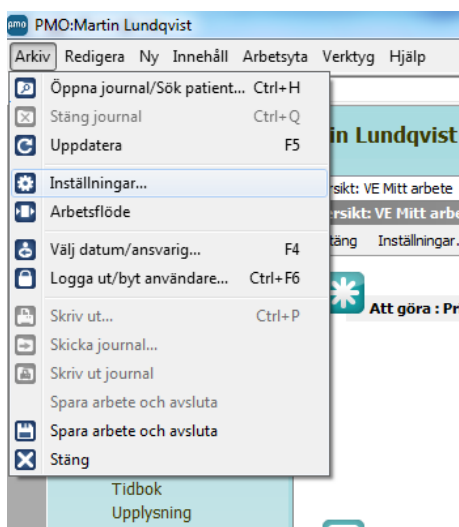 pmo PMO:Martin Lundqvist
Arkiv Redigera Ny Innehåll Arbetsyta Verktyg Hjälp
Öppna journal/Sök patient... Ctrl+H
Stäng journal Ctrl+Q
Uppdatera F5
Inställningar...
Arbetsflöde
Välj datum/ansvarig... F4
Logga ut/byt användare... Ctrl+F6
Skriv ut... Ctrl+P
Skicka journal...
Skriv ut journal
Spara arbete och avsluta
Spara arbete och avsluta
Stäng
in Lundqvist
rsikt: VE Mitt arbete
ersikt: VE Mitt arbe
täng Inställningar.
Att göra : Pr
Tidbok
Upplysning